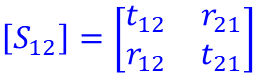 [S₁₂] = [t₁₂ r₂₁
r₁₂ t₂₁]